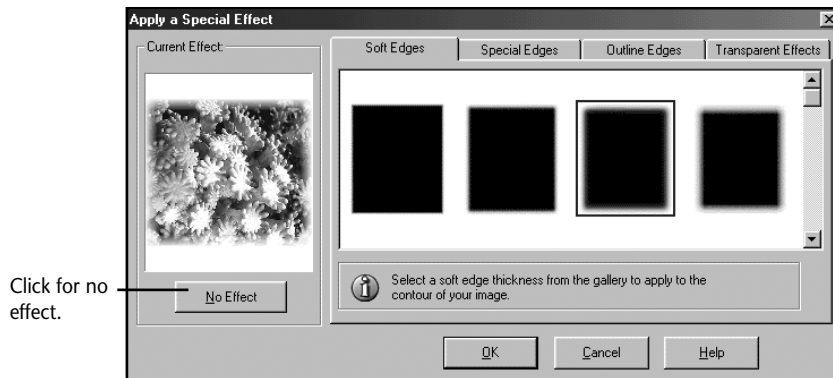 Apply a Special Effect
Current Effect:
Soft Edges
Special Edges
Outline Edges
Transparent Effects
Click for no
effect.
No Effect
Select a soft edge thickness from the gallery to apply to the
contour of your image.
OK
Cancel
Help